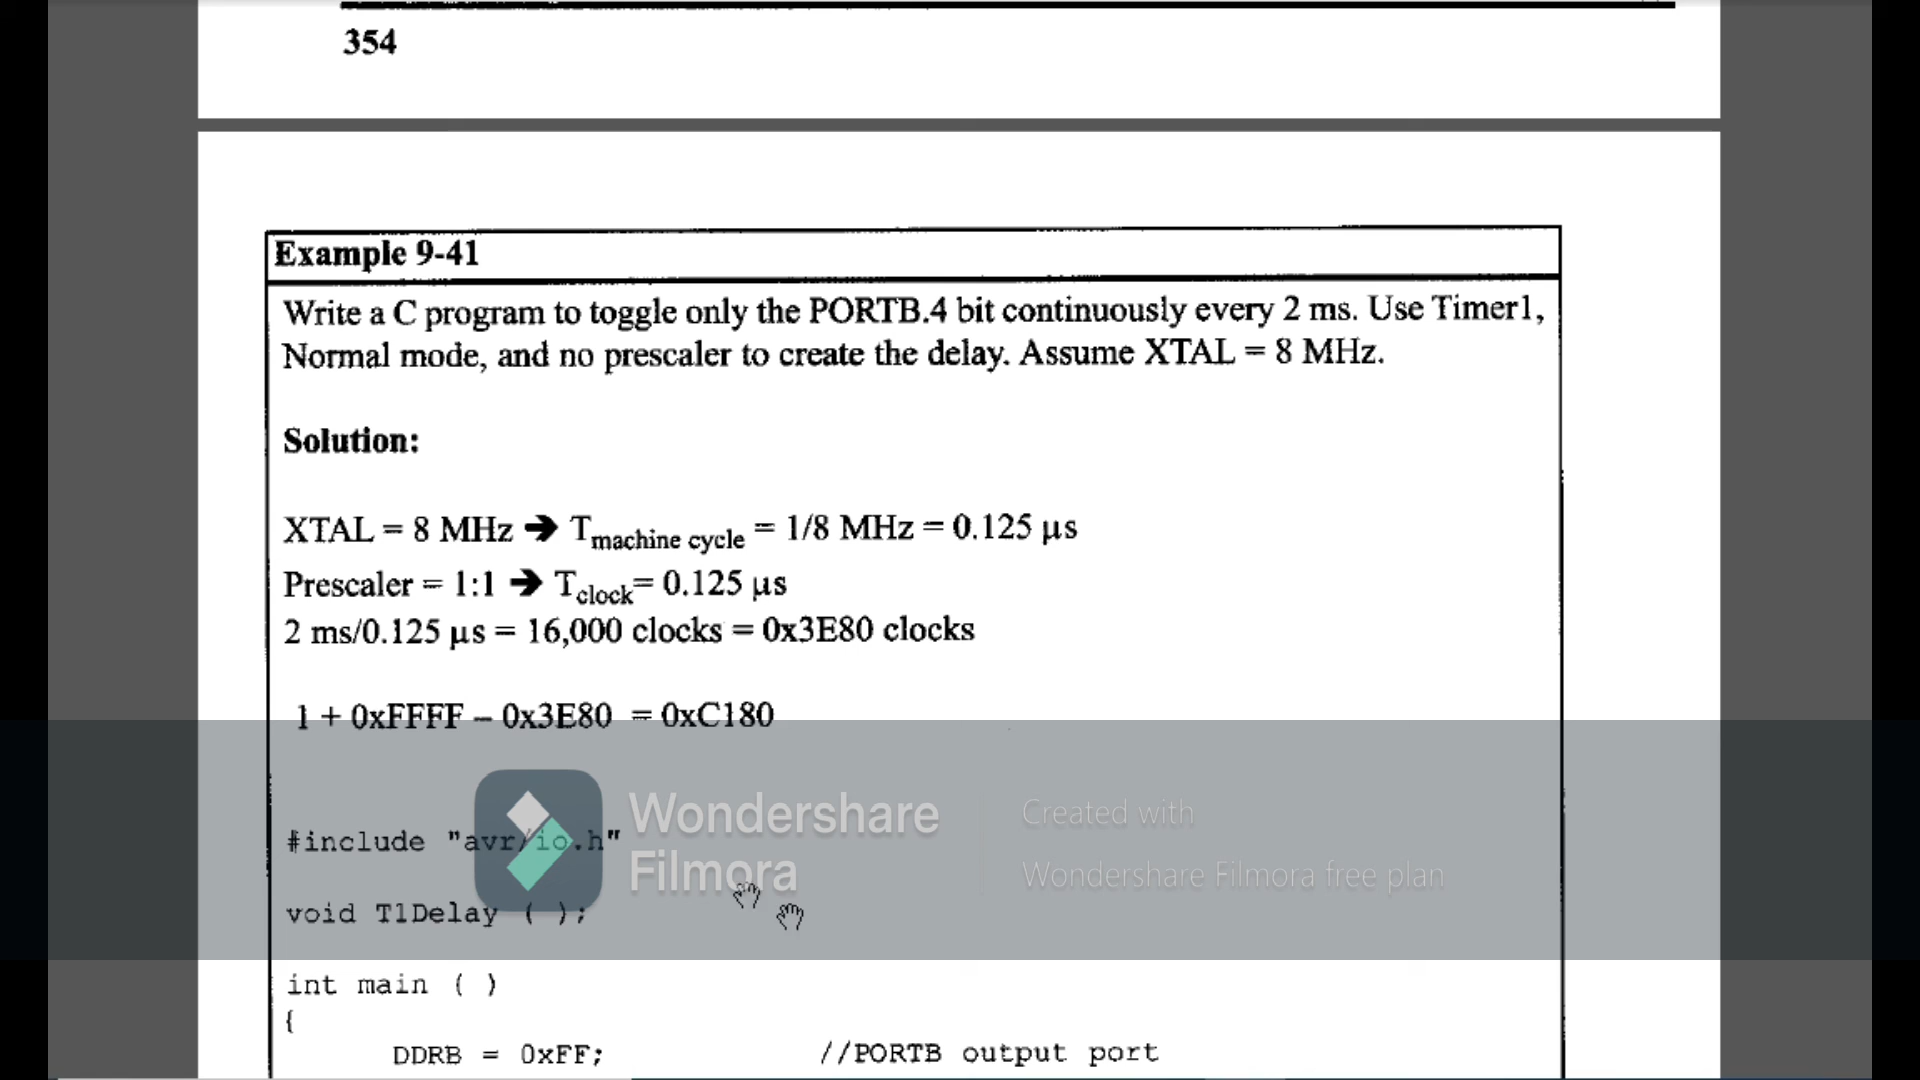 354
Example 9-41
Write a C program to toggle only the PORTB.4 bit continuously every 2 ms. Use Timer1,
Normal mode, and no prescaler to create the delay. Assume XTAL = 8 MHz.
Solution:
XTAL = 8 MHz ➔ Tmachine cycle = 1/8 MHz = 0.125 µs
Prescaler = 1:1 ➔ Tclock= 0.125 µs
2 ms/0.125 µs = 16,000 clocks = 0x3E80 clocks
1 + 0xFFFF – 0x3E80 = 0xC180
#include "avr/io.h"
Wondershare
Filmora
Created with
Wondershare Filmora free plan
void T1Delay ( );
int main ( )
{
DDRB = 0xFF; //PORTB output port